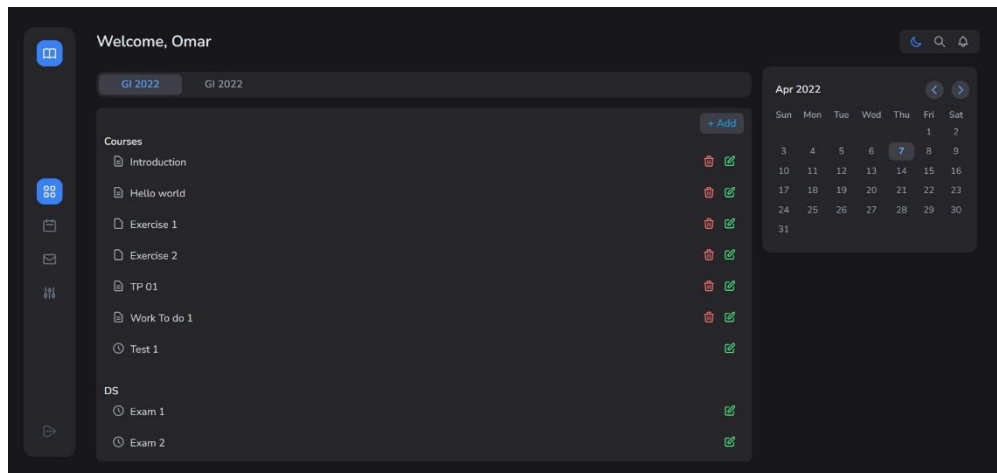 Welcome, Omar
GI 2022 GI 2022
+ Add
Courses
Introduction
Hello world
Exercise 1
Exercise 2
TP 01
Work To do 1
Test 1
DS
Exam 1
Exam 2
Apr 2022
Sun Mon Tue Wed Thu Fri Sat
1 2
3 4 5 6 7 8 9
10 11 12 13 14 15 16
17 18 19 20 21 22 23
24 25 26 27 28 29 30
31